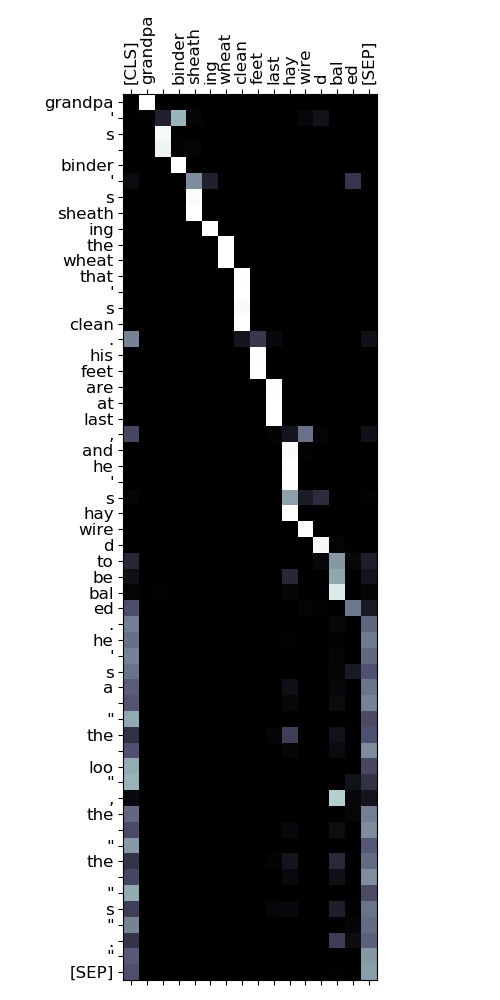 [CLS]
grandpa
binder
sheath
ing
wheat
clean
feet
last
hay
wire
d
bal
ed
[SEP]
grandpa
'
s
binder
'
s
sheath
ing
the
wheat
that
'
s
clean
.
his
feet
are
at
last
,
and
he
'
s
hay
wire
d
to
be
bal
ed
.
he
'
s
a
"
the
loo
"
,
the
"
the
"
s
"
.
"
[SEP]